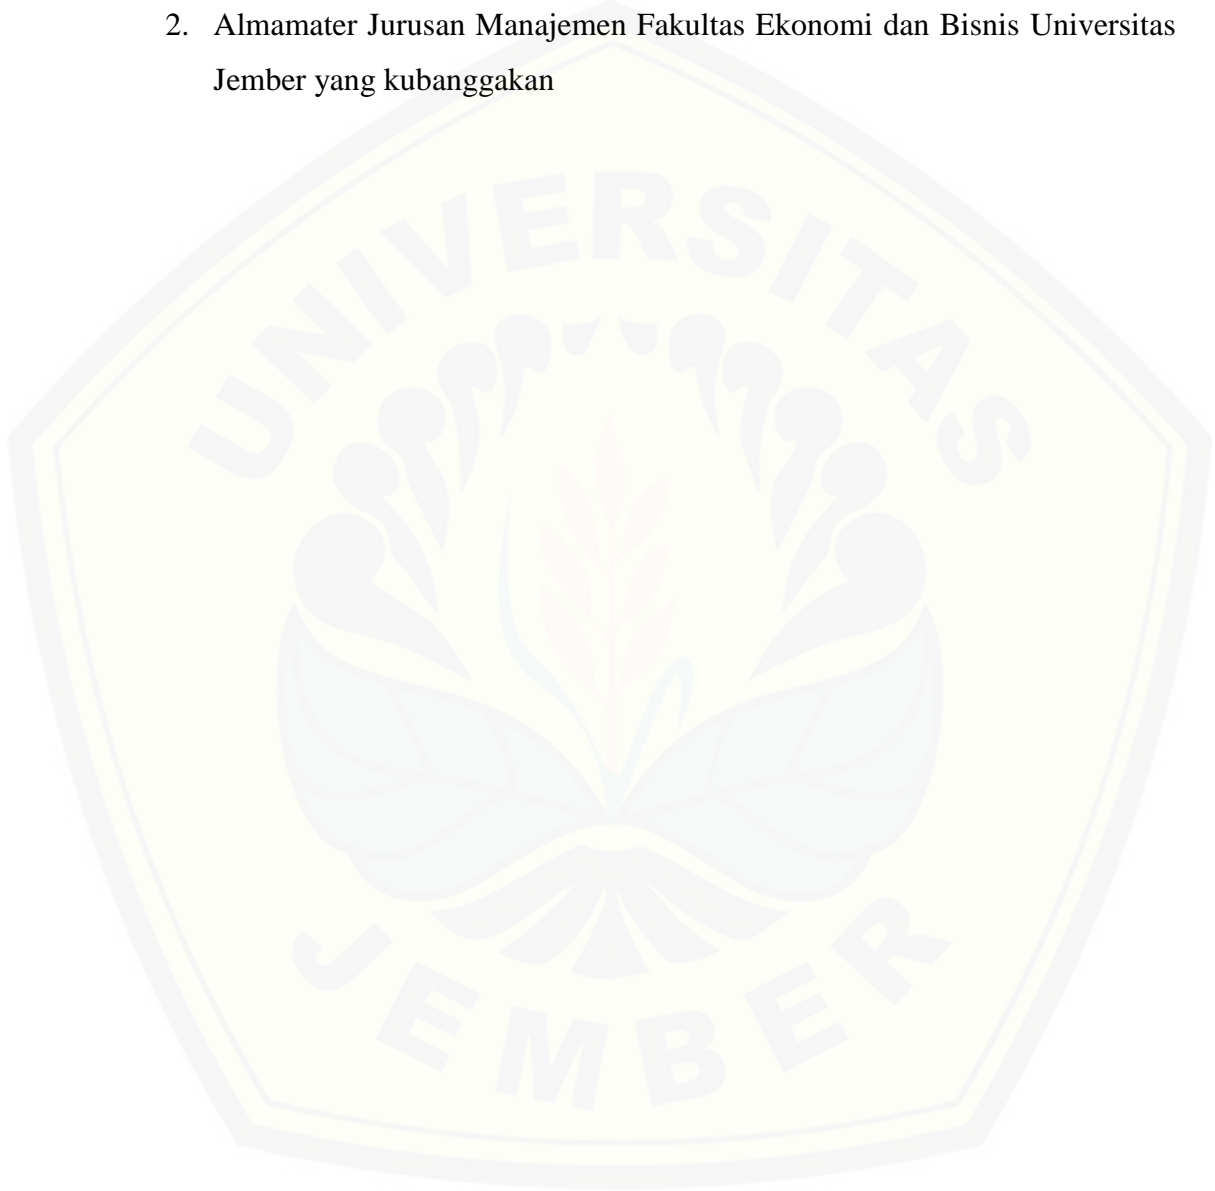 2. Almamater Jurusan Manajemen Fakultas Ekonomi dan Bisnis Universitas
Jember yang kubanggakan
UNIVERSITAS
JEMBER